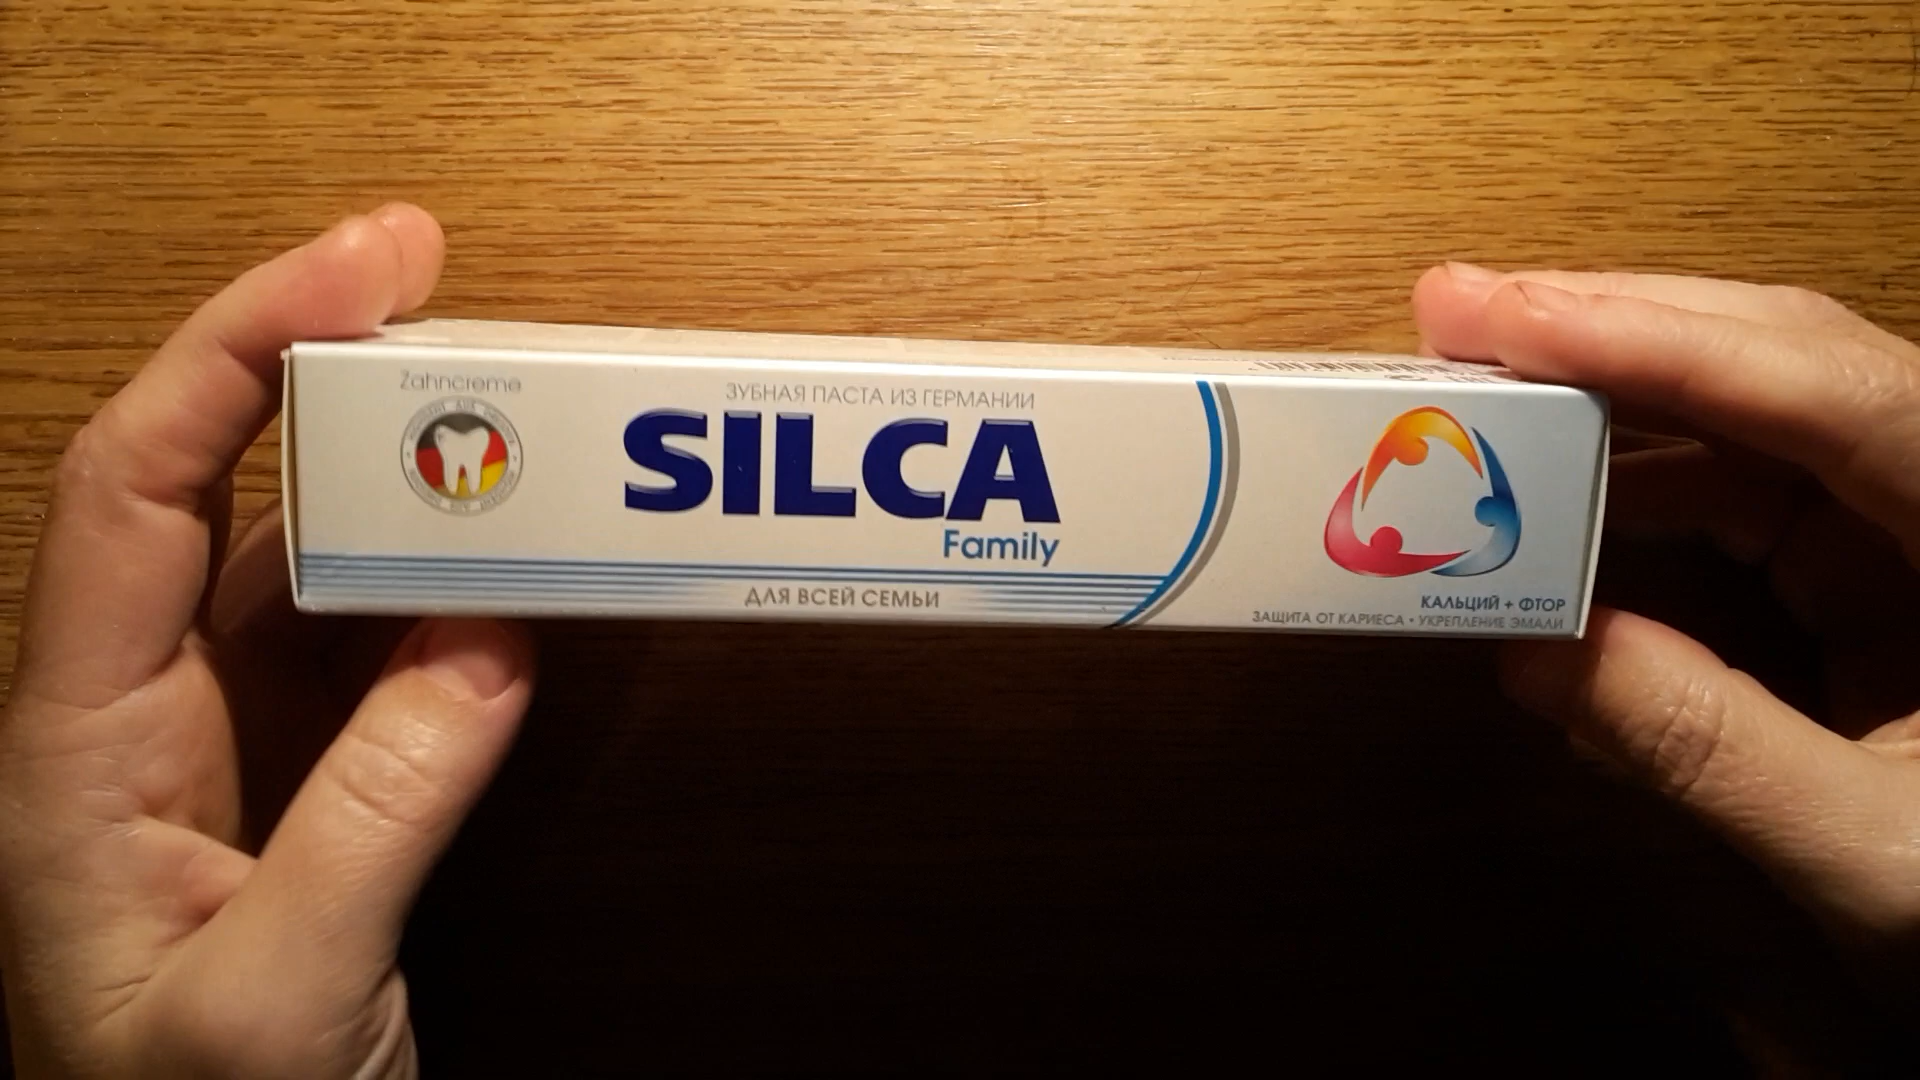 Zahncreme
ЗУБНАЯ ПАСТА ИЗ ГЕРМАНИИ
SILCA
Family
ДЛЯ ВСЕЙ СЕМЬИ
КАЛЬЦИЙ + ФТОР
ЗАЩИТА ОТ КАРИЕСА • УКРЕПЛЕНИЕ ЭМАЛИ